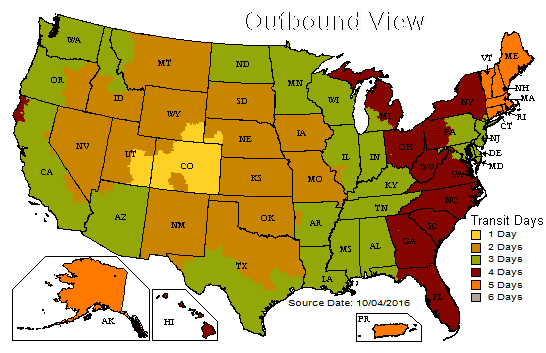 Outbound View
WA
MT
ND
MN
VT
ME
OR
ID
WY
SD
WI
MI
NY
NH
MA
RI
CT
NV
UT
CO
NE
IA
IL
IN
OH
PA
NJ
DE
MD
CA
KS
MO
KY
WV
VA
AZ
NM
OK
AR
TN
NC
TX
LA
MS
AL
GA
SC
FL
AK
HI
PR
Transit Days
1 Day
2 Days
3 Days
4 Days
5 Days
6 Days
Source Date: 10/04/2016